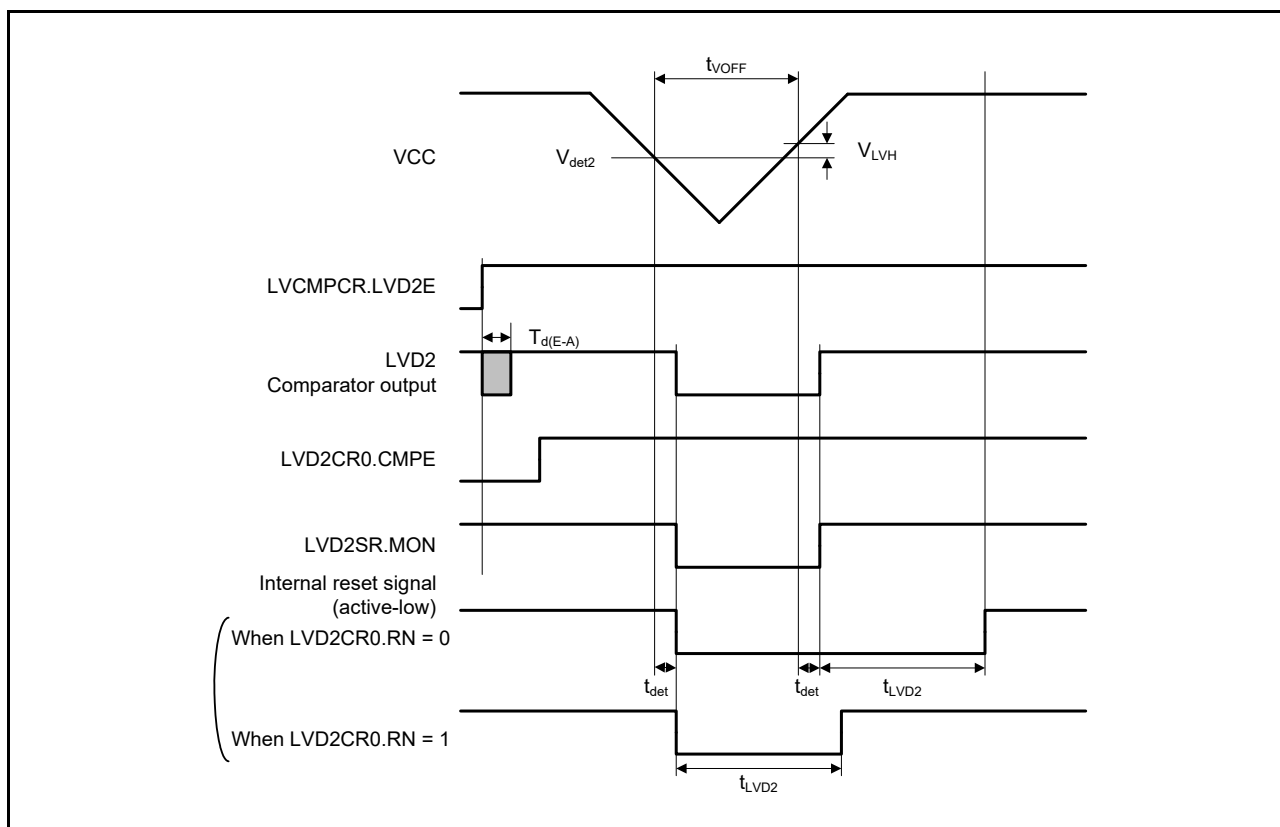 tVOFF
VCC
Vdet2
VLVH
LVCMPCR.LVD2E
Td(E-A)
LVD2
Comparator output
LVD2CR0.CMPE
LVD2SR.MON
Internal reset signal
(active-low)
When LVD2CR0.RN = 0
tdet
tdet
tLVD2
When LVD2CR0.RN = 1
tLVD2